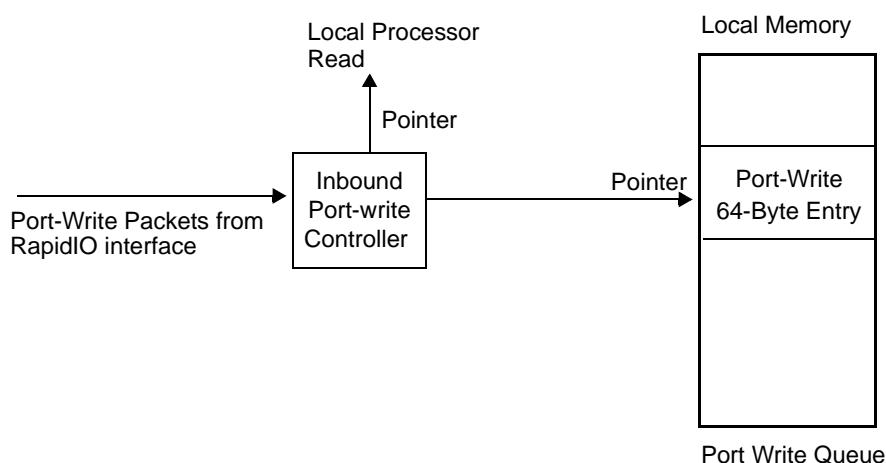 Local Processor
Read
Local Memory
Pointer
Inbound
Port-write
Controller
Pointer
Port-Write
64-Byte Entry
Port-Write Packets from
RapidIO interface
Port Write Queue